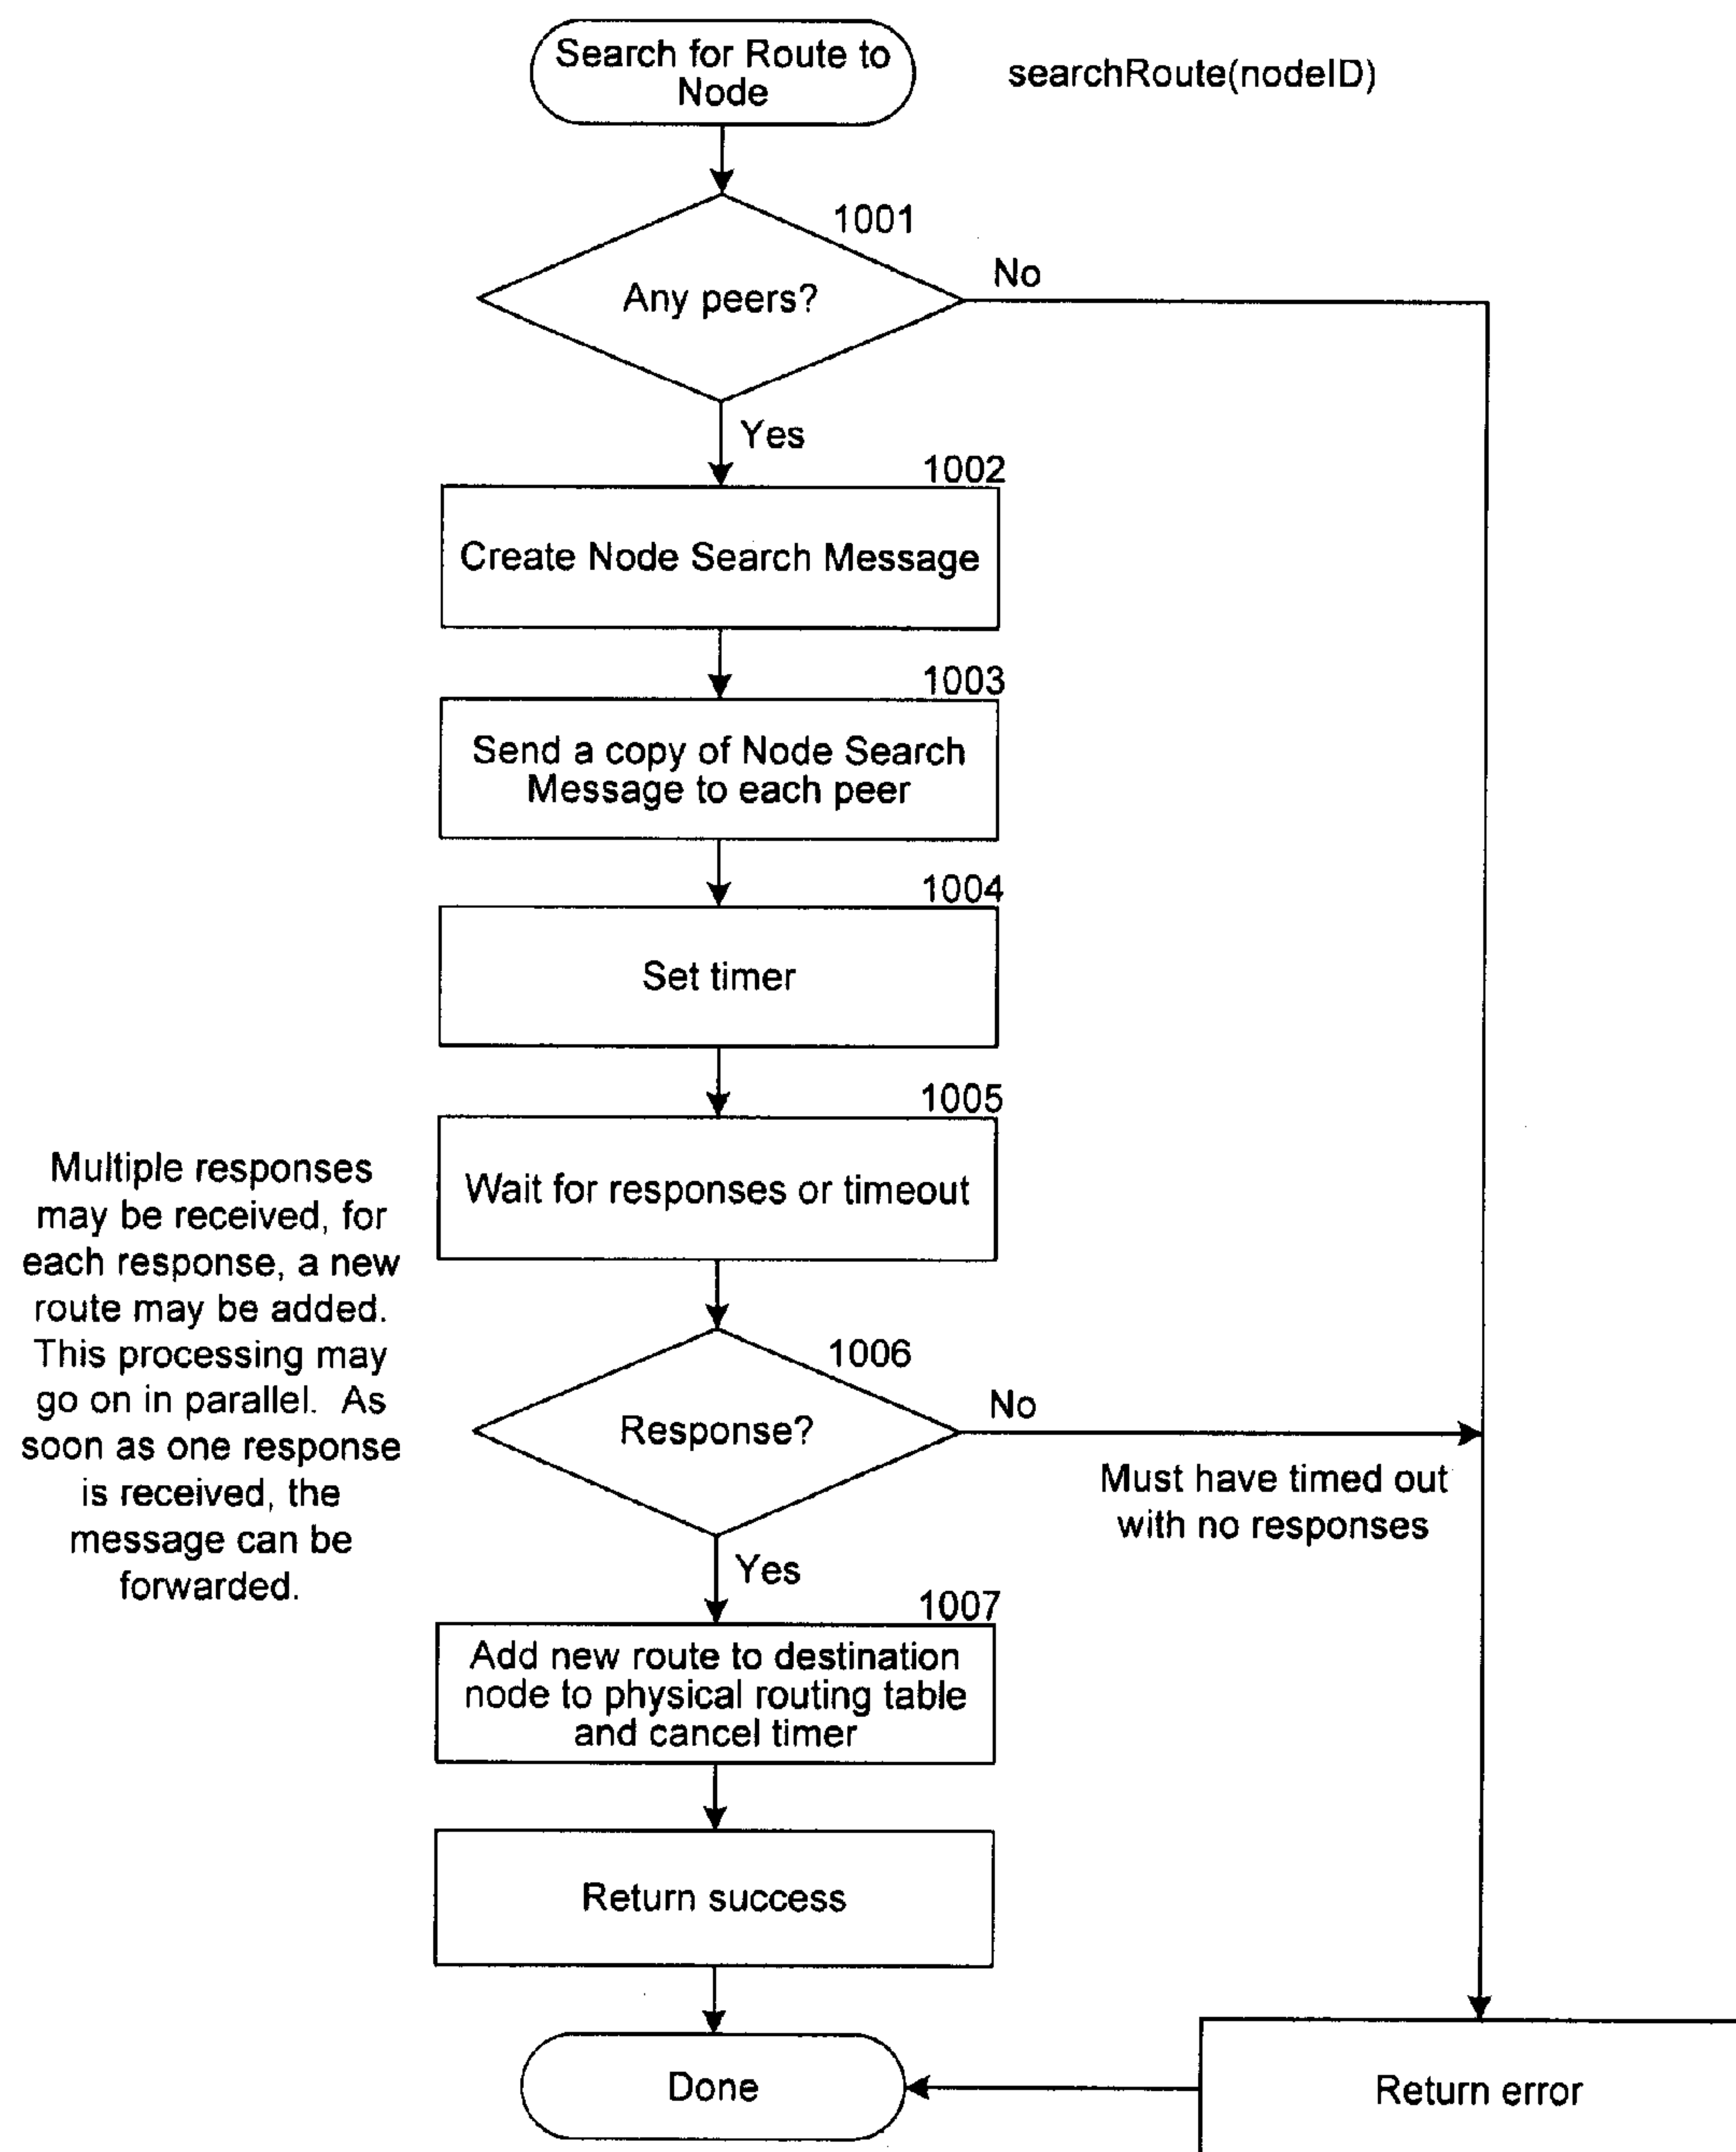 Search for Route to
Node
searchRoute(nodeID)
1001
Any peers?
No
Yes
1002
Create Node Search Message
1003
Send a copy of Node Search
Message to each peer
1004
Set timer
1005
Wait for responses or timeout
Multiple responses
may be received, for
each response, a new
route may be added.
This processing may
go on in parallel. As
soon as one response
is received, the
message can be
forwarded.
1006
Response?
No
Must have timed out
with no responses
Yes
1007
Add new route to destination
node to physical routing table
and cancel timer
Return success
Done
Return error